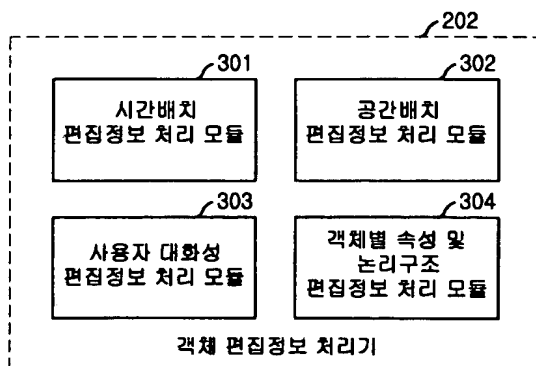 202
301
시간배치
편집정보 처리 모듈
302
공간배치
편집정보 처리 모듈
303
사용자 대화성
편집정보 처리 모듈
304
객체별 속성 및
논리구조
편집정보 처리 모듈
객체 편집정보 처리기